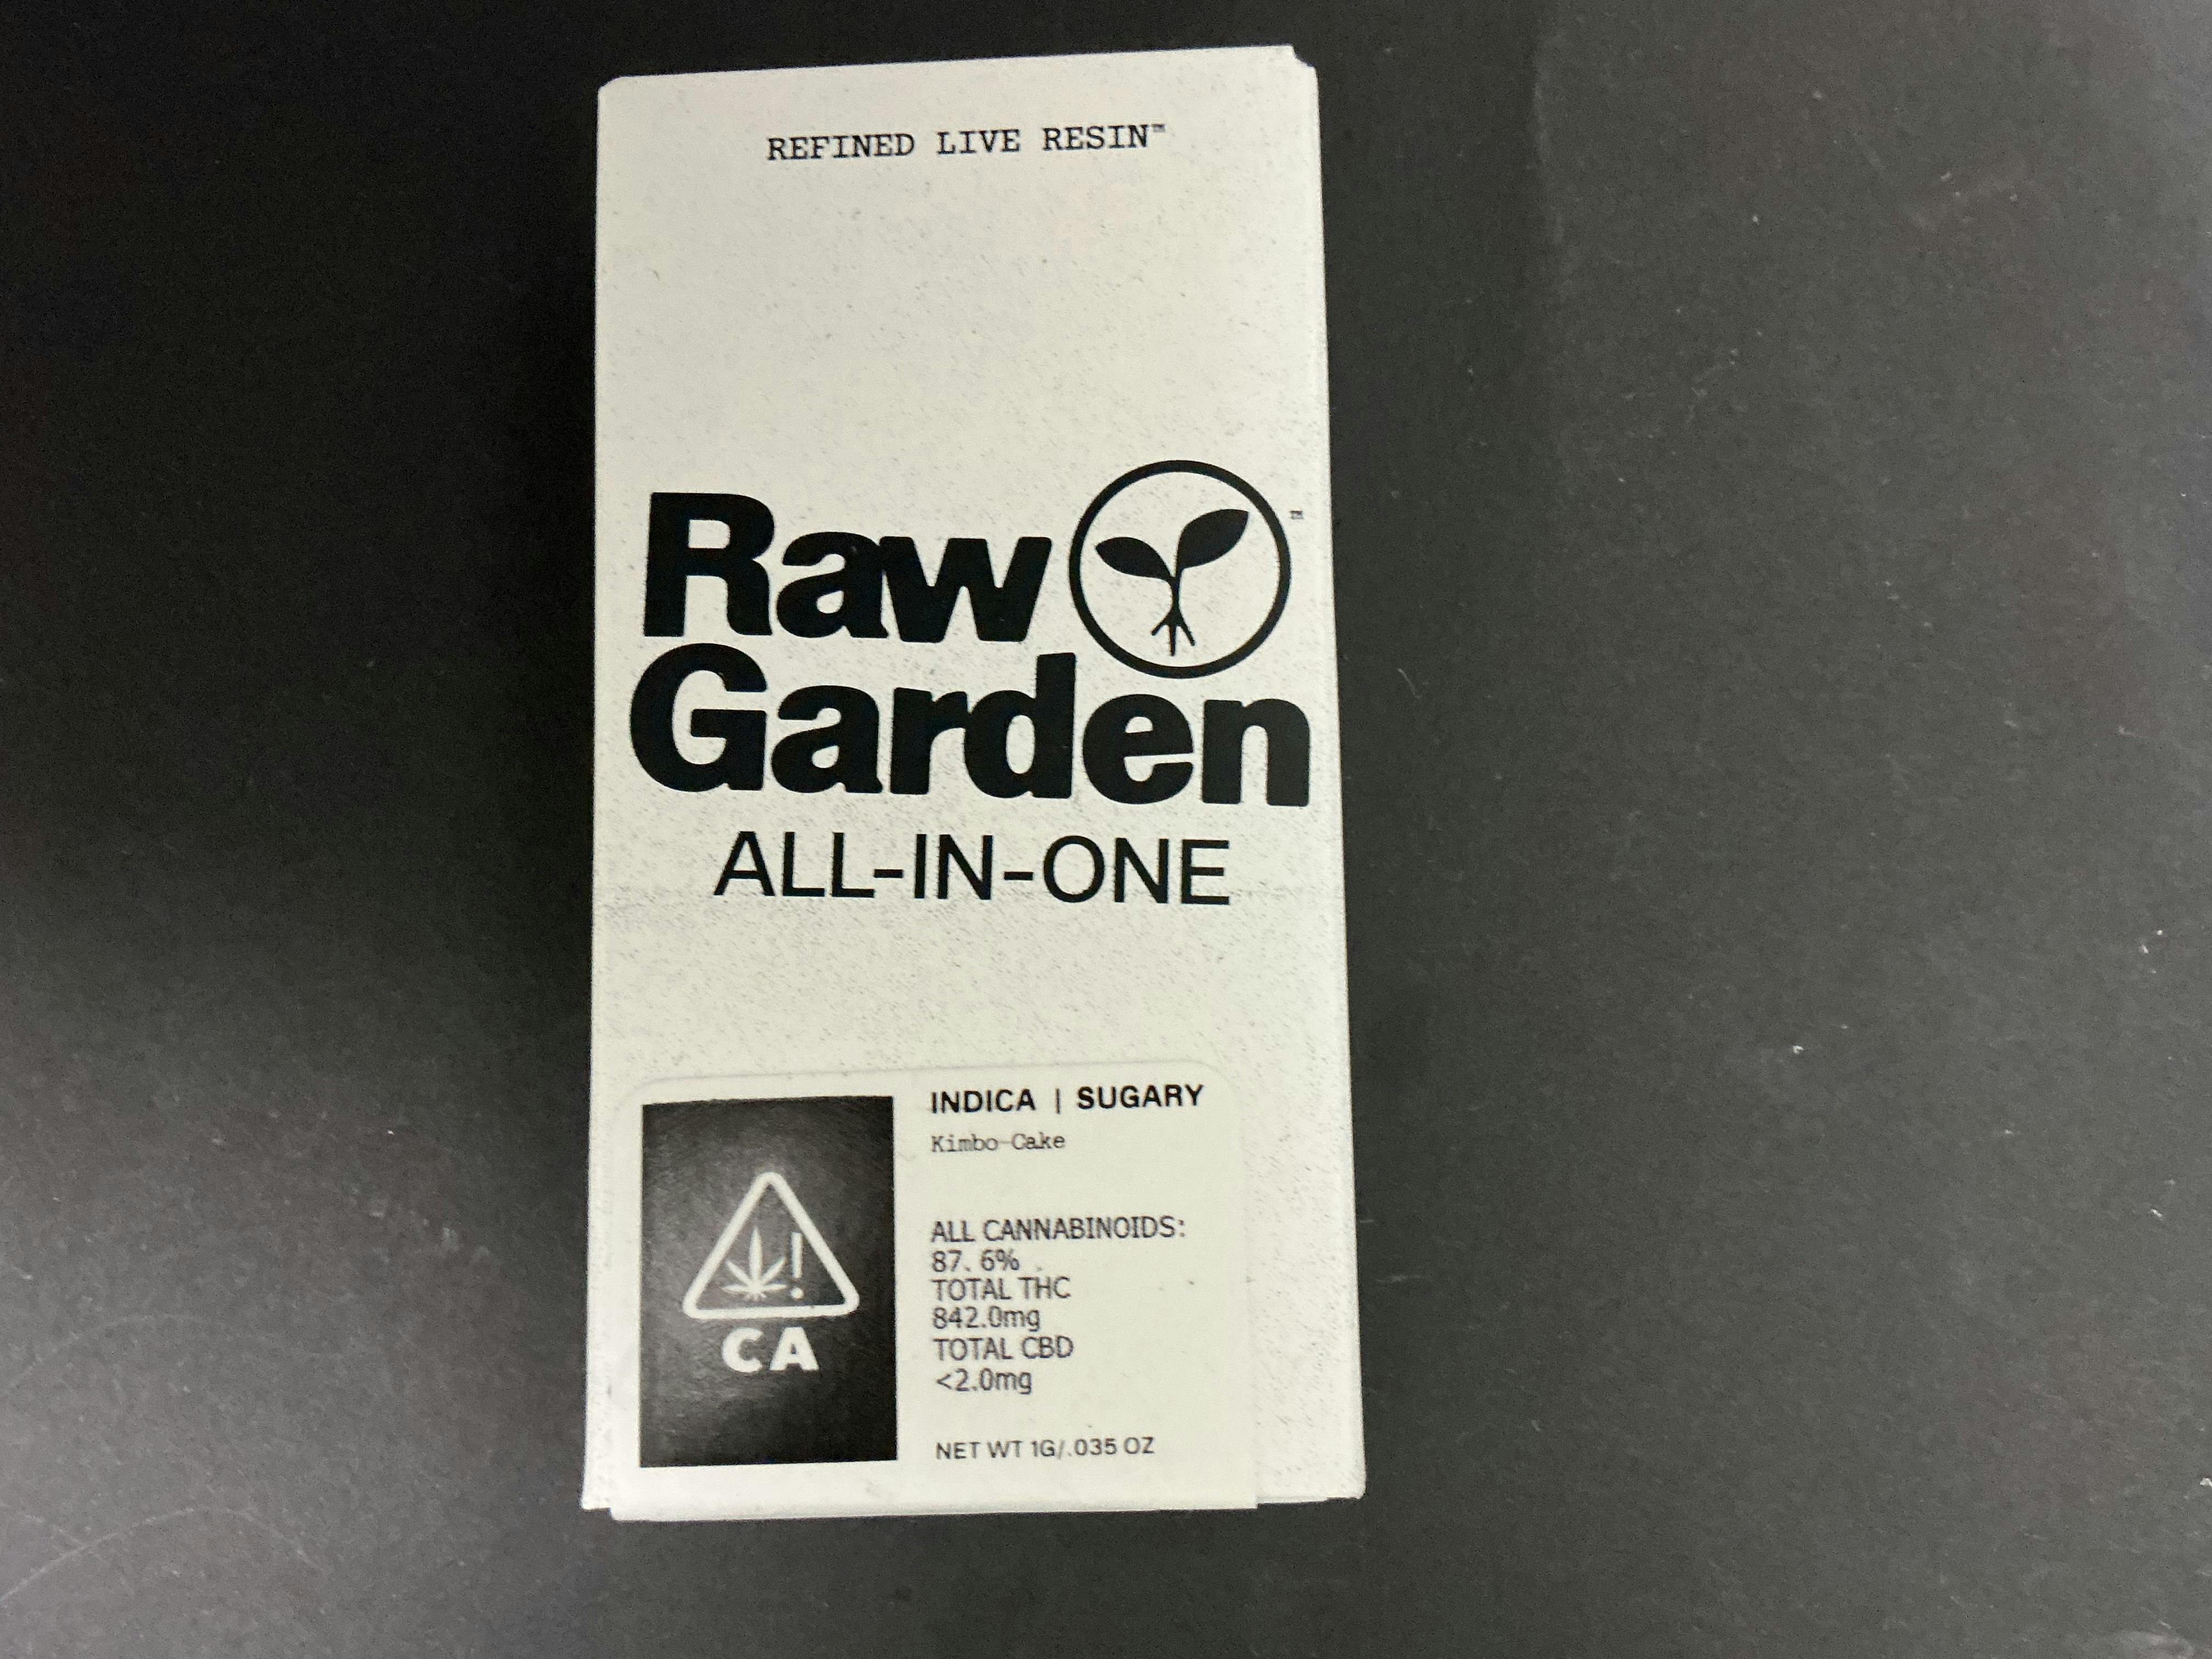 REFINED LIVE RESIN™
Raw
™
Garden
ALL-IN-ONE
INDICA | SUGARY
Kimbo Cake
ALL CANNABINOIDS:
87. 6%
TOTAL THC
842.0mg
TOTAL CBD
<2.0mg
NET WT 1G/.035 OZ
!
CA